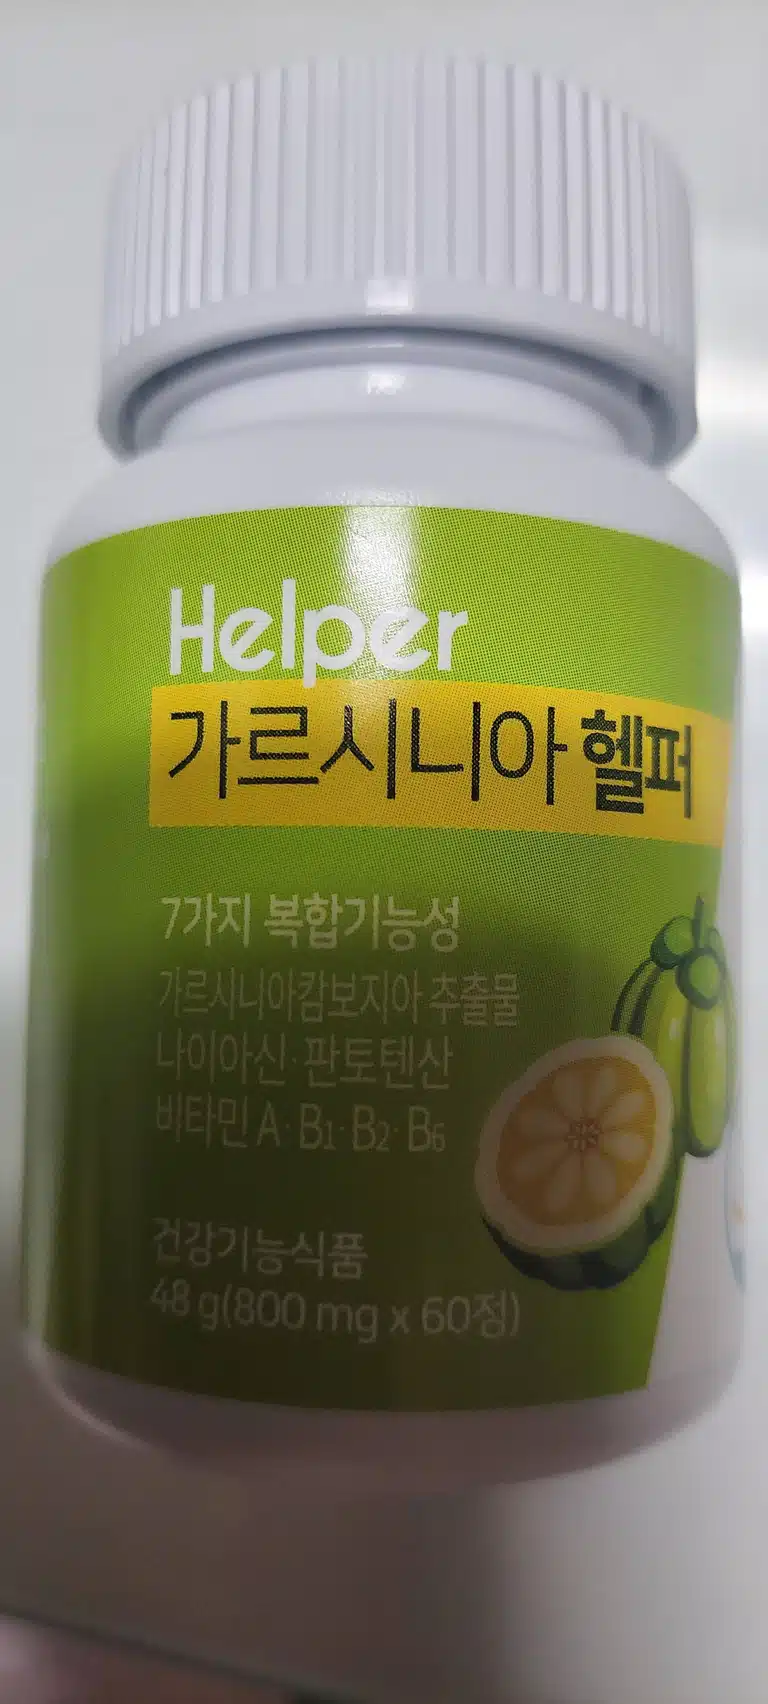 Helper
가르시니아 헬퍼
7가지 복합기능성
가르시니아캄보지아 추출물
나이아신·판토텐산
비타민 A·B1·B2·B6
건강기능식품
48 g(800 mg x 60정)